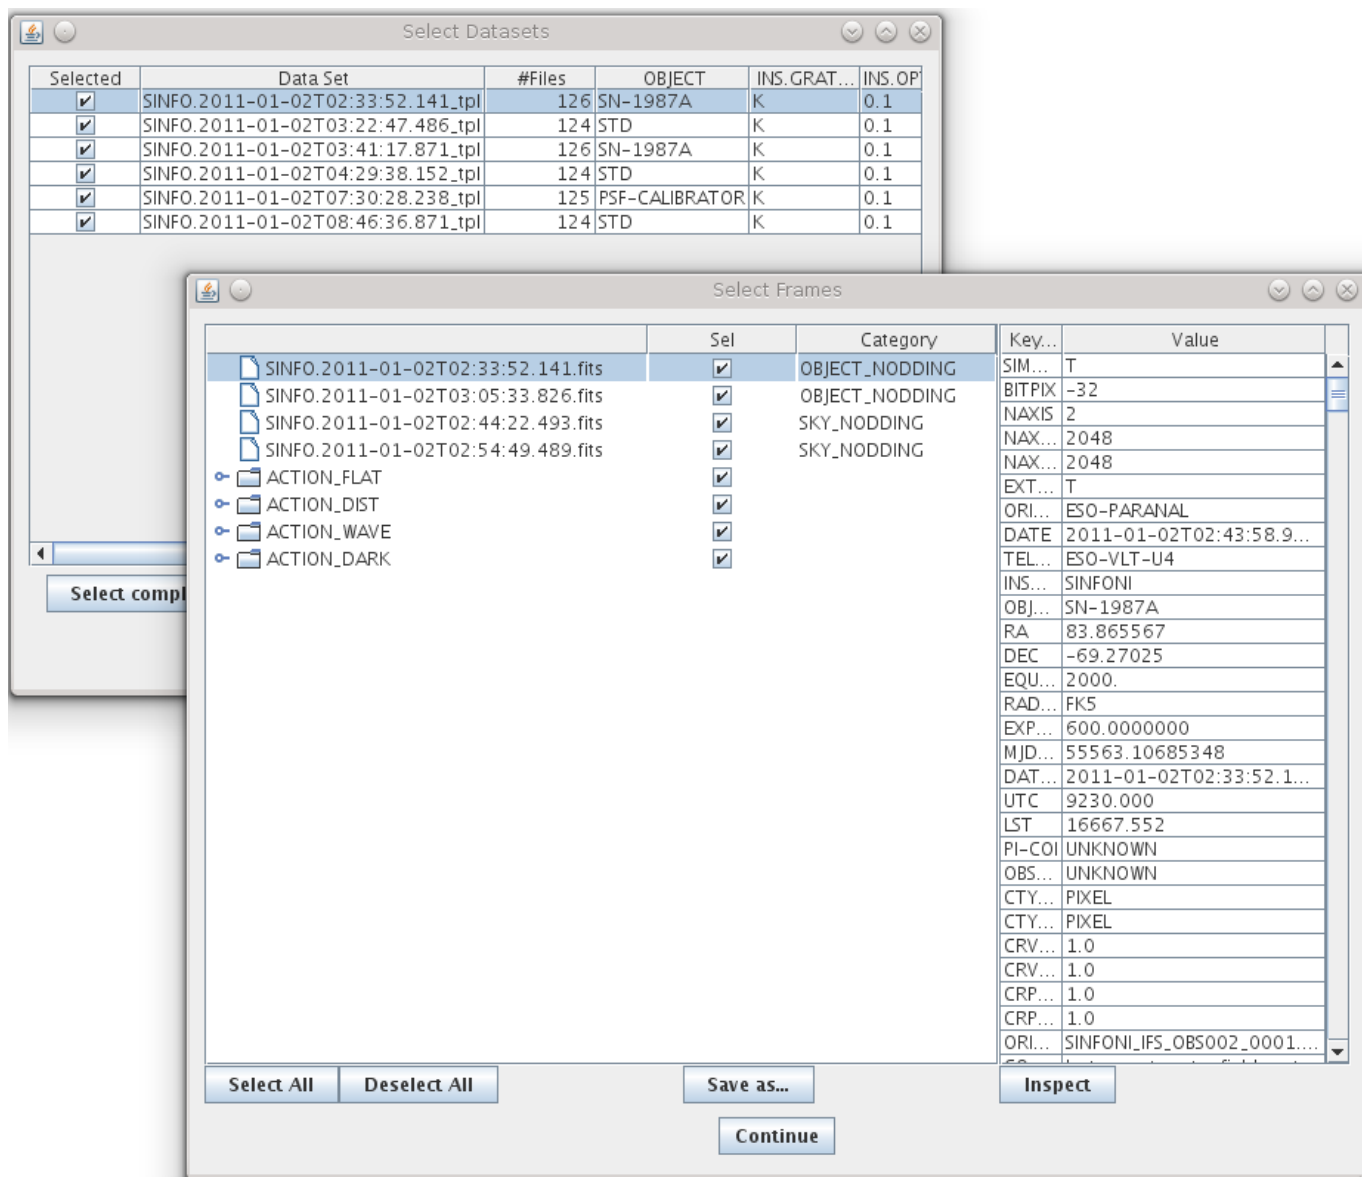 Select Datasets
Selected Data Set #Files OBJECT INS.GRAT... INS.OP
SINFO.2011-01-02T02:33:52.141_tpl 126 SN-1987A K 0.1
SINFO.2011-01-02T03:22:47.486_tpl 124 STD K 0.1
SINFO.2011-01-02T03:41:17.871_tpl 126 SN-1987A K 0.1
SINFO.2011-01-02T04:29:38.152_tpl 124 STD K 0.1
SINFO.2011-01-02T07:30:28.238_tpl 125 PSF-CALIBRATOR K 0.1
SINFO.2011-01-02T08:46:36.871_tpl 124 STD K 0.1
Select compl
Select Frames
Sel Category Key... Value
SINFO.2011-01-02T02:33:52.141.fits OBJECT_NODDING
SINFO.2011-01-02T03:05:33.826.fits OBJECT_NODDING
SINFO.2011-01-02T02:44:22.493.fits SKY_NODDING
SINFO.2011-01-02T02:54:49.489.fits SKY_NODDING
ACTION_FLAT
ACTION_DIST
ACTION_WAVE
ACTION_DARK
SIM... T
BITPIX -32
NAXIS 2
NAX... 2048
NAX... 2048
EXT... T
ORI... ESO-PARANAL
DATE 2011-01-02T02:43:58.9...
TEL... ESO-VLT-U4
INS... SINFONI
OBJ... SN-1987A
RA 83.865567
DEC -69.27025
EQU... 2000.
RAD... FK5
EXP... 600.0000000
MJD... 55563.10685348
DAT... 2011-01-02T02:33:52.1...
UTC 9230.000
LST 16667.552
PI-COI UNKNOWN
OBS... UNKNOWN
CTY... PIXEL
CTY... PIXEL
CRV... 1.0
CRV... 1.0
CRP... 1.0
CRP... 1.0
ORI... SINFONI_IFS_OBS002_0001....
Select All Deselect All Save as... Inspect
Continue